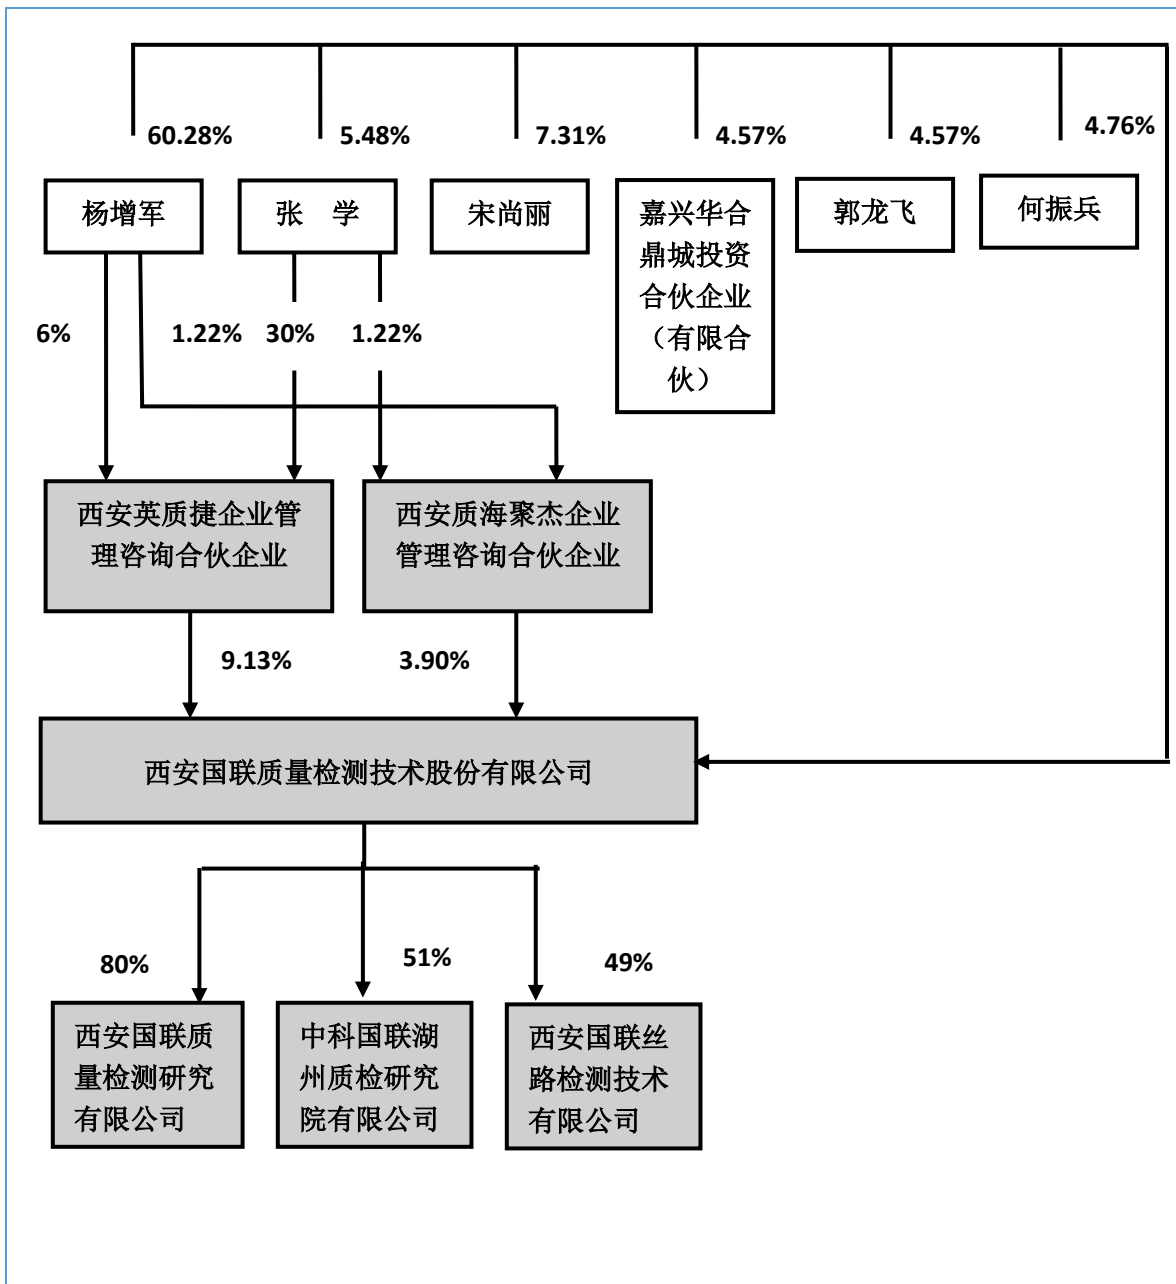 60.28%
5.48%
7.31%
4.57%
4.57%
4.76%
杨增军
张 学
宋尚丽
嘉兴华合
鼎城投资
合伙企业
（有限合
伙）
郭龙飞
何振兵
6%
1.22%
30%
1.22%
西安英质捷企业管
理咨询合伙企业
西安质海聚杰企业
管理咨询合伙企业
9.13%
3.90%
西安国联质量检测技术股份有限公司
80%
51%
49%
西安国联质
量检测研究
有限公司
中科国联湖
州质检研究
院有限公司
西安国联丝
路检测技术
有限公司